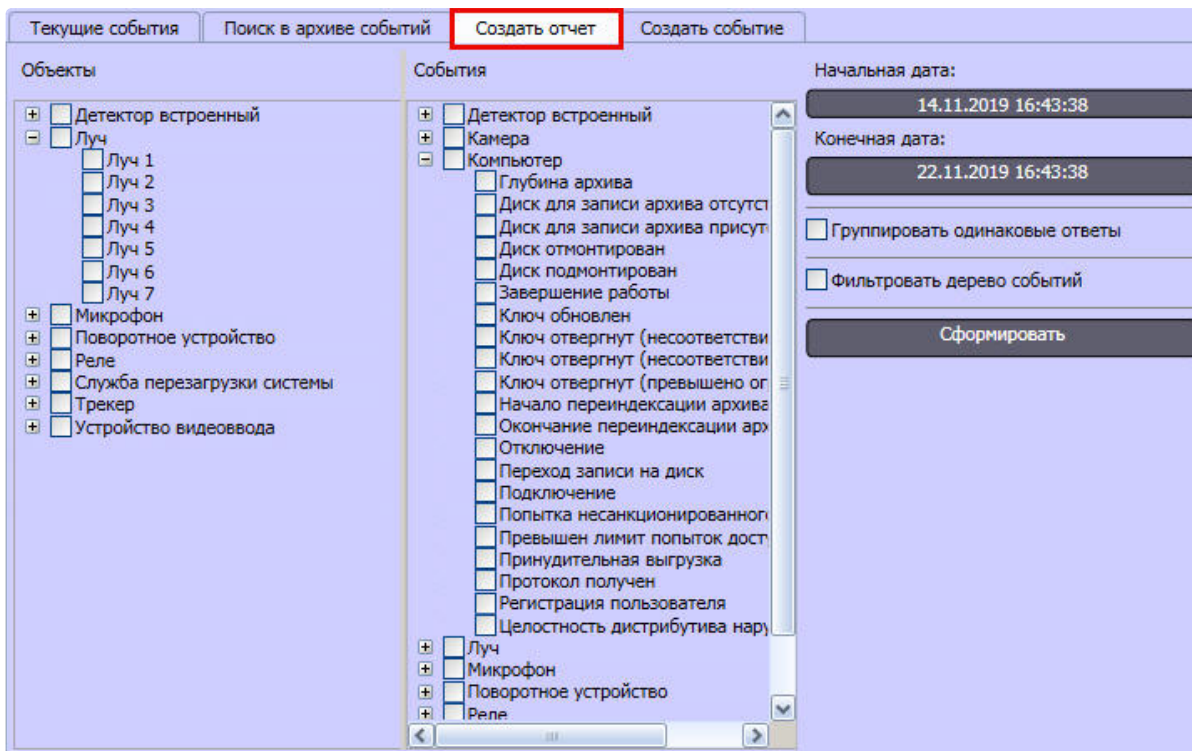 Текущие события
Поиск в архиве событий
Создать отчет
Создать событие
Объекты
Детектор встроенный
Луч
Луч 1
Луч 2
Луч 3
Луч 4
Луч 5
Луч 6
Луч 7
Микрофон
Поворотное устройство
Реле
Служба перезагрузки системы
Трекер
Устройство видеоввода
События
Детектор встроенный
Камера
Компьютер
Глубина архива
Диск для записи архива отсутст
Диск для записи архива присут
Диск отмонтирован
Диск подмонтирован
Завершение работы
Ключ обновлен
Ключ отвергнут (несоответстви
Ключ отвергнут (несоответстви
Ключ отвергнут (превышено ог
Начало переиндексации архива
Окончание переиндексации арх
Отключение
Переход записи на диск
Подключение
Попытка несанкционированног
Превышен лимит попыток дост
Принудительная выгрузка
Протокол получен
Регистрация пользователя
Целостность дистрибутива нару
Луч
Микрофон
Поворотное устройство
Реле
Начальная дата:
14.11.2019 16:43:38
Конечная дата:
22.11.2019 16:43:38
Группировать одинаковые ответы
Фильтровать дерево событий
Сформировать